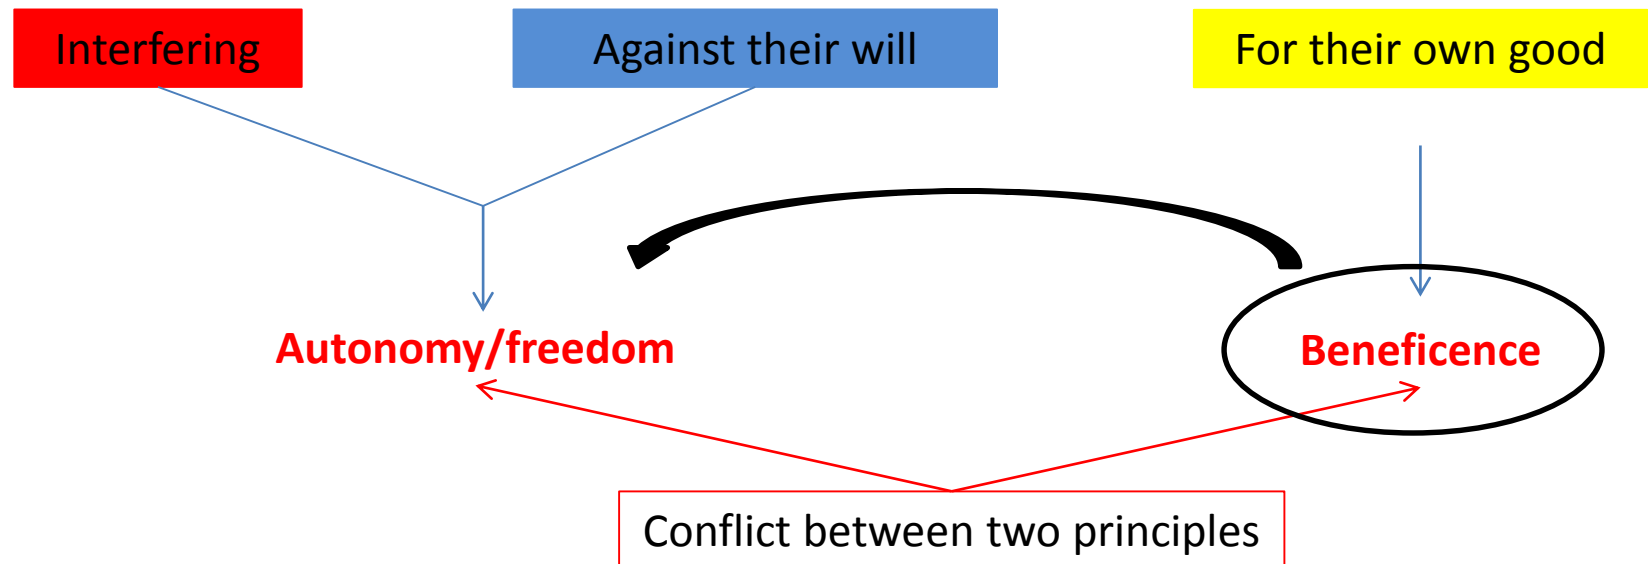 Interfering
Against their will
For their own good
Autonomy/freedom
Beneficence
Conflict between two principles